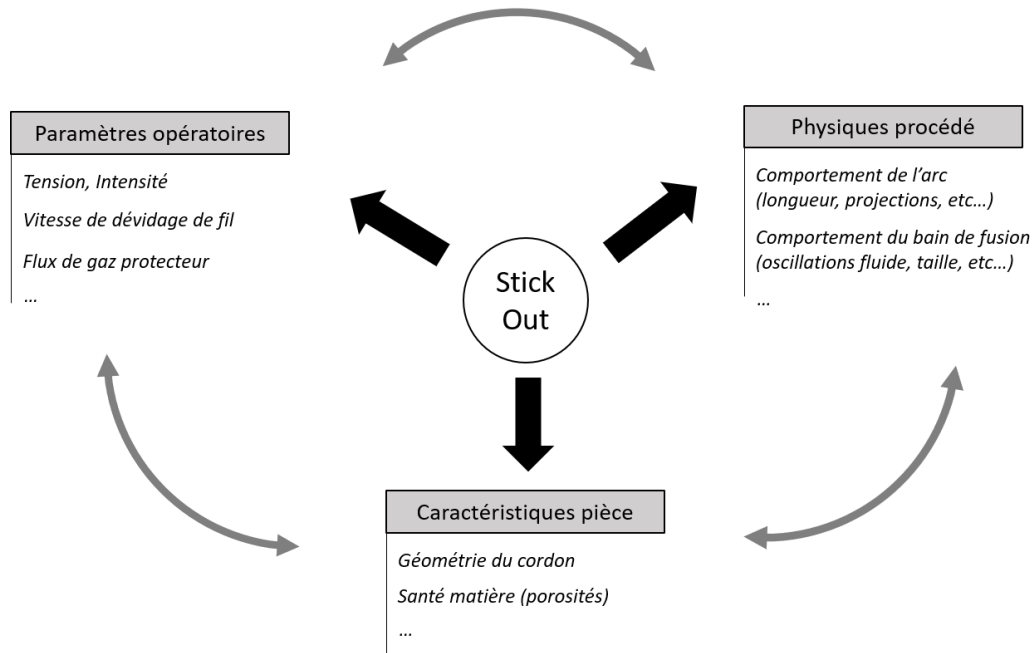 Paramètres opératoires
Tension, Intensité
Vitesse de dévidage de fil
Flux de gaz protecteur
...
Physiques procédé
Comportement de l’arc
(longueur, projections, etc...)
Comportement du bain de fusion
(oscillations fluide, taille, etc...)
...
Stick
Out
Caractéristiques pièce
Géométrie du cordon
Santé matière (porosités)
...